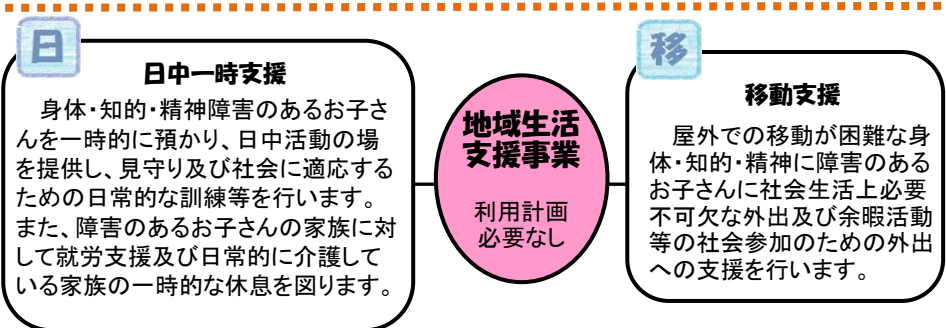 日
日中一時支援
身体・知的・精神障害のあるお子さ
んを一時的に預かり、日中活動の場
を提供し、見守り及び社会に適応する
ための日常的な訓練等を行います。
また、障害のあるお子さんの家族に対
して就労支援及び日常的に介護して
いる家族の一時的な休息を図ります。
地域生活
支援事業
利用計画
必要なし
移
移動支援
屋外での移動が困難な身
体・知的・精神に障害のある
お子さんに社会生活上必要
不可欠な外出及び余暇活動
等の社会参加のための外出
への支援を行います。